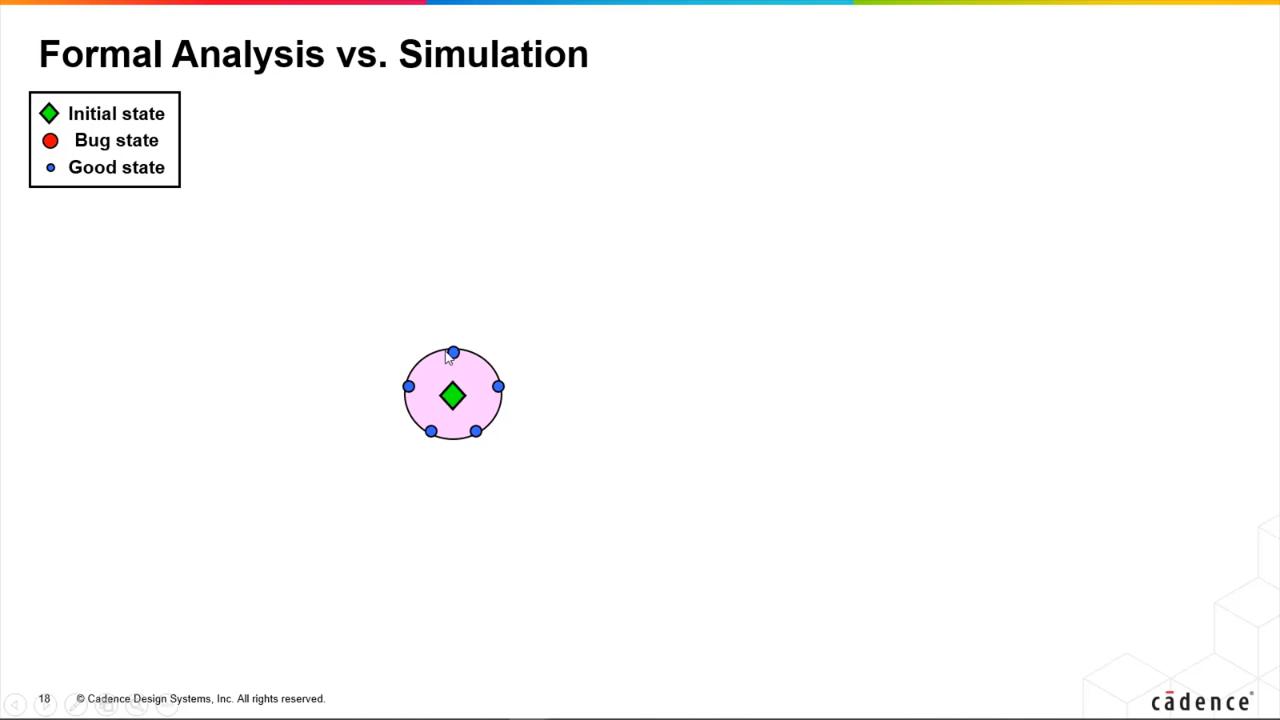 Formal Analysis vs. Simulation
Initial state
Bug state
Good state
18 © Cadence Design Systems, Inc. All rights reserved.
cādence®